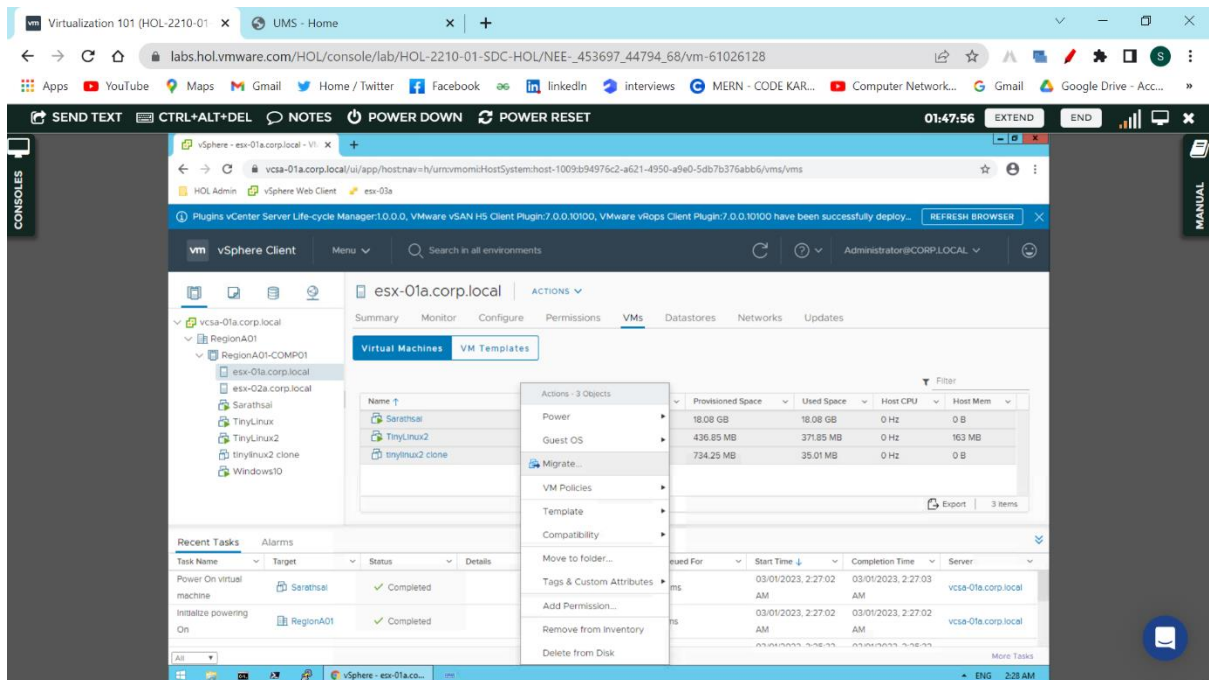 Virtualization 101 (HOL-2210-01
UMS - Home
labs.hol.vmware.com/HOL/console/lab/HOL-2210-01-SDC-HOL/NEE-_453697_44794_68/vm-61026128
S
Apps YouTube Maps Gmail Home / Twitter Facebook linkedIn interviews MERN - CODE KAR... Computer Network... Gmail Google Drive - Acc... »
SEND TEXT CTRL+ALT+DEL NOTES POWER DOWN POWER RESET 01:47:56 EXTEND END
CONSOLES
MANUAL
vSphere - esx-01a.corp.local - Vi
vcsa-01a.corp.local/ui/app/host;nav=h/urn:vmomi:HostSystem:host-1009:b94976c2-a621-4950-a9e0-5db7b376abb6/vms/vms
HOL Admin vSphere Web Client esx-03a
Plugins vCenter Server Life-cycle Manager:1.0.0.0, VMware vSAN H5 Client Plugin:7.0.0.10100, VMware vRops Client Plugin:7.0.0.10100 have been successfully deploy... REFRESH BROWSER
vm vSphere Client Menu Search in all environments Administrator@CORP.LOCAL
vcsa-01a.corp.local
RegionA01
RegionA01-COMP01
esx-01a.corp.local
esx-02a.corp.local
Sarathsai
TinyLinux
TinyLinux2
tinylinux2 clone
Windows10
esx-01a.corp.local ACTIONS
Summary Monitor Configure Permissions VMs Datastores Networks Updates
Virtual Machines VM Templates
Filter
Name ↑ Provisioned Space Used Space Host CPU Host Mem
Sarathsai 18.08 GB 18.08 GB 0 Hz 0 B
TinyLinux2 436.85 MB 371.85 MB 0 Hz 163 MB
tinylinux2 clone 734.25 MB 35.01 MB 0 Hz 0 B
Export 3 items
Actions - 3 Objects
Power
Guest OS
Migrate...
VM Policies
Template
Compatibility
Move to folder...
Tags & Custom Attributes
Add Permission...
Remove from Inventory
Delete from Disk
Recent Tasks Alarms
Task Name Target Status Details ueued For Start Time ↓ Completion Time Server
Power On virtual machine Sarathsai Completed ms 03/01/2023, 2:27:02 AM 03/01/2023, 2:27:03 AM vcsa-01a.corp.local
Initialize powering On RegionA01 Completed ms 03/01/2023, 2:27:02 AM 03/01/2023, 2:27:02 AM vcsa-01a.corp.local
All More Tasks
vSphere - esx-01a.co... ENG 2:28 AM